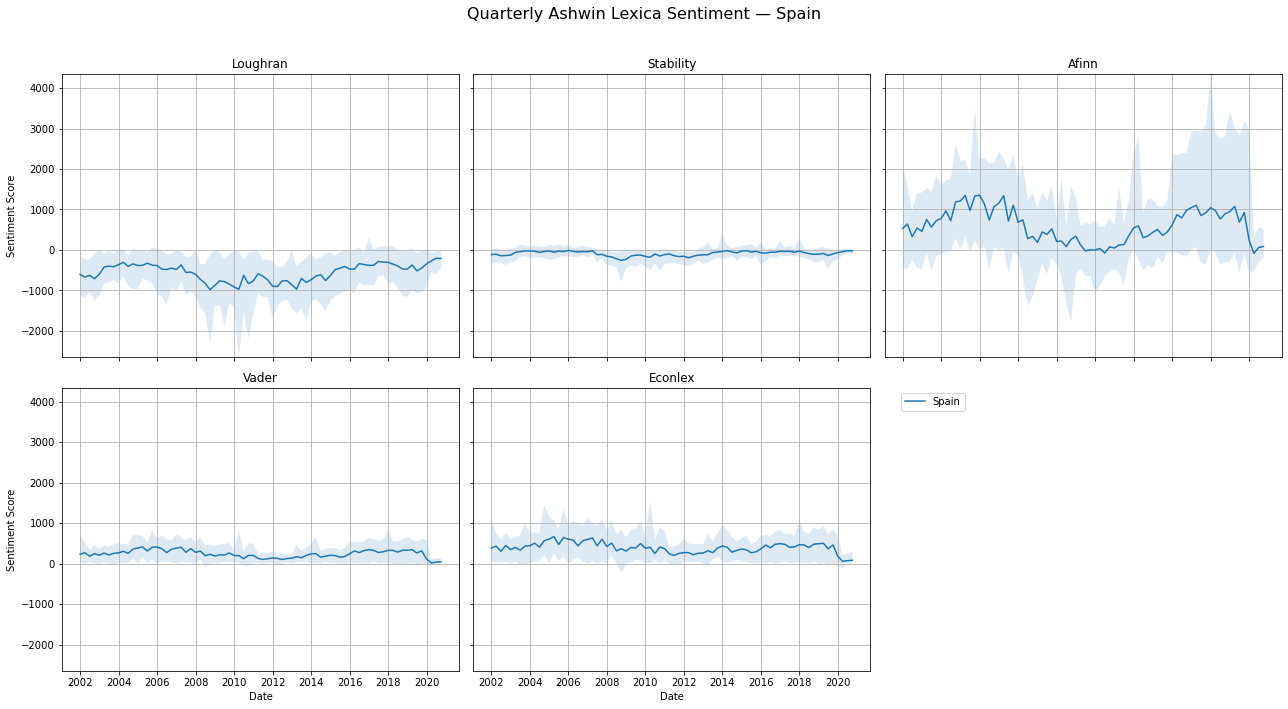 Quarterly Ashwin Lexica Sentiment — Spain
Loughran
Stability
Afinn
4000
3000
2000
1000
0
−1000
−2000
Sentiment Score
Vader
Econlex
4000
3000
2000
1000
0
−1000
−2000
Sentiment Score
Spain
2002 2004 2006 2008 2010 2012 2014 2016 2018 2020
Date
2002 2004 2006 2008 2010 2012 2014 2016 2018 2020
Date